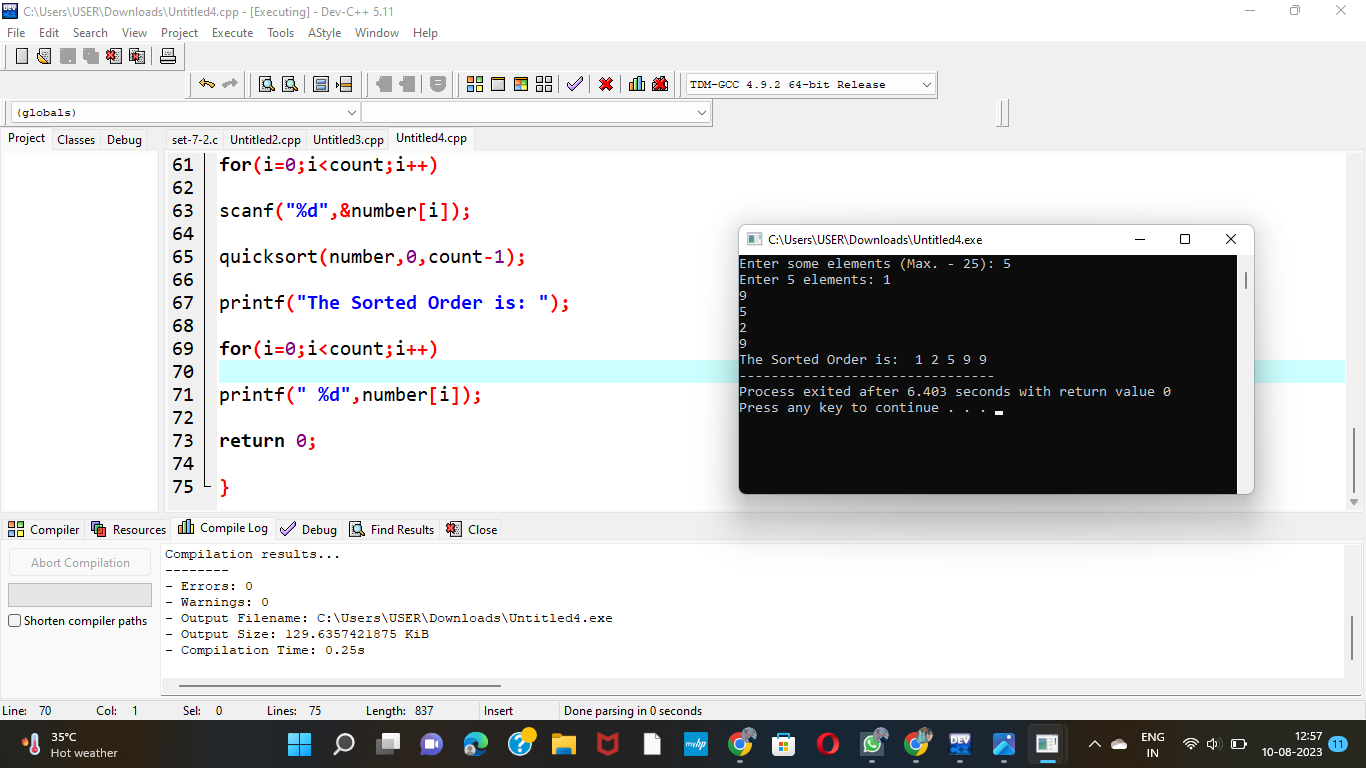 C:\Users\USER\Downloads\Untitled4.cpp - [Executing] - Dev-C++ 5.11
File Edit Search View Project Execute Tools AStyle Window Help
TDM-GCC 4.9.2 64-bit Release
(globals)
Project Classes Debug
set-7-2.c Untitled2.cpp Untitled3.cpp Untitled4.cpp
61 for(i=0;i<count;i++)
62
63 scanf("%d",&number[i]);
64
65 quicksort(number,0,count-1);
66
67 printf("The Sorted Order is: ");
68
69 for(i=0;i<count;i++)
70
71 printf(" %d",number[i]);
72
73 return 0;
74
75 }
C:\Users\USER\Downloads\Untitled4.exe
Enter some elements (Max. - 25): 5
Enter 5 elements: 1
9
5
2
9
The Sorted Order is:  1 2 5 9 9
--------------------------------
Process exited after 6.403 seconds with return value 0
Press any key to continue . . .
Compiler Resources Compile Log Debug Find Results Close
Abort Compilation
Shorten compiler paths
Compilation results...
--------
- Errors: 0
- Warnings: 0
- Output Filename: C:\Users\USER\Downloads\Untitled4.exe
- Output Size: 129.6357421875 KiB
- Compilation Time: 0.25s
Line: 70 Col: 1 Sel: 0 Lines: 75 Length: 837 Insert Done parsing in 0 seconds
35°C
Hot weather
myhp
DEV
ENG
IN
12:57
10-08-2023
11